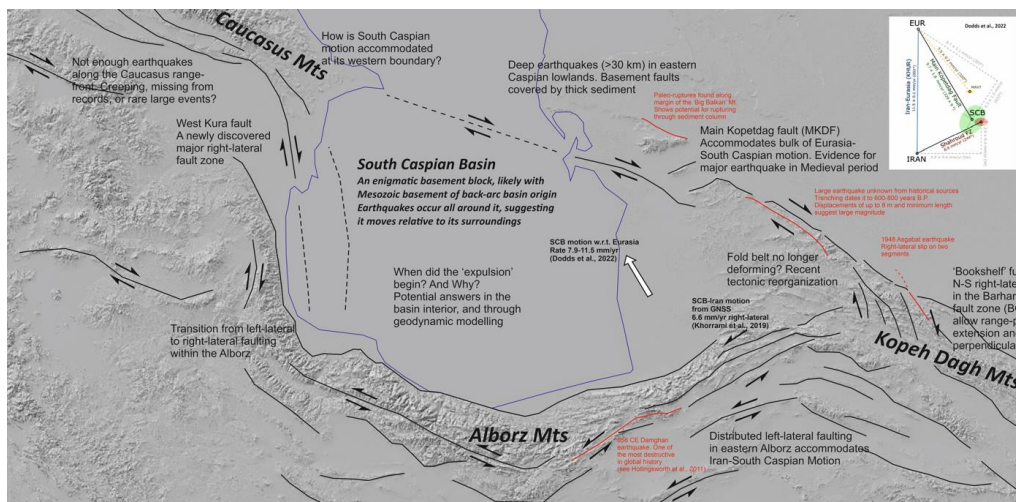 Caucasus Mts
How is South Caspian
motion accommodated
at its western boundary?
Not enough earthquakes
along the Caucasus range-
front. Creeping, missing from
records, or rare large events?
Deep earthquakes (>30 km) in eastern
Caspian lowlands. Basement faults
covered by thick sediment
Paleo-ruptures found along
margin of the 'Big Balkan' Mt.
Shows potential for rupturing
through sediment column
West Kura fault
A newly discovered
major right-lateral
fault zone
Main Kopetdag fault (MKDF)
Accommodates bulk of Eurasia-
South Caspian motion. Evidence for
major earthquake in Medieval period
South Caspian Basin
An enigmatic basement block, likely with
Mesozoic basement of back-arc basin origin
Earthquakes occur all around it, suggesting
it moves relative to its surroundings
Large earthquake unknown from historical sources
Trenching dates it to 600-800 years B.P.
Displacements of up to 8 m and minimum length
suggest large magnitude
SCB motion w.r.t. Eurasia
Rate 7.9-11.5 mm/yr
(Dodds et al., 2022)
1948 Asgabat earthquake
Right-lateral slip on two
segments.
Fold belt no longer
deforming? Recent
tectonic reorganization
When did the 'expulsion'
begin? And Why?
Potential answers in the
basin interior, and through
geodynamic modelling
'Bookshelf' fu
N-S right-latera
in the Barhar
fault zone (BC
allow range-p
extension an
perpendicula
SCB-Iran motion
from GNSS
6.6 mm/yr right-lateral
(Khorrami et al., 2019)
Transition from left-lateral
to right-lateral faulting
within the Alborz
Kopeh Dagh Mts
Alborz Mts
856 CE Damghan
earthquake. One of
the most destructive
in global history
(see Hollingsworth et al., 2011)
Distributed left-lateral faulting
in eastern Alborz accommodates
Iran-South Caspian Motion
EUR
Dodds et al., 2022
Main Kopetdag Fault
Iran-Eurasia (KHUR)
SCB
Shahroud FZ
IRAN